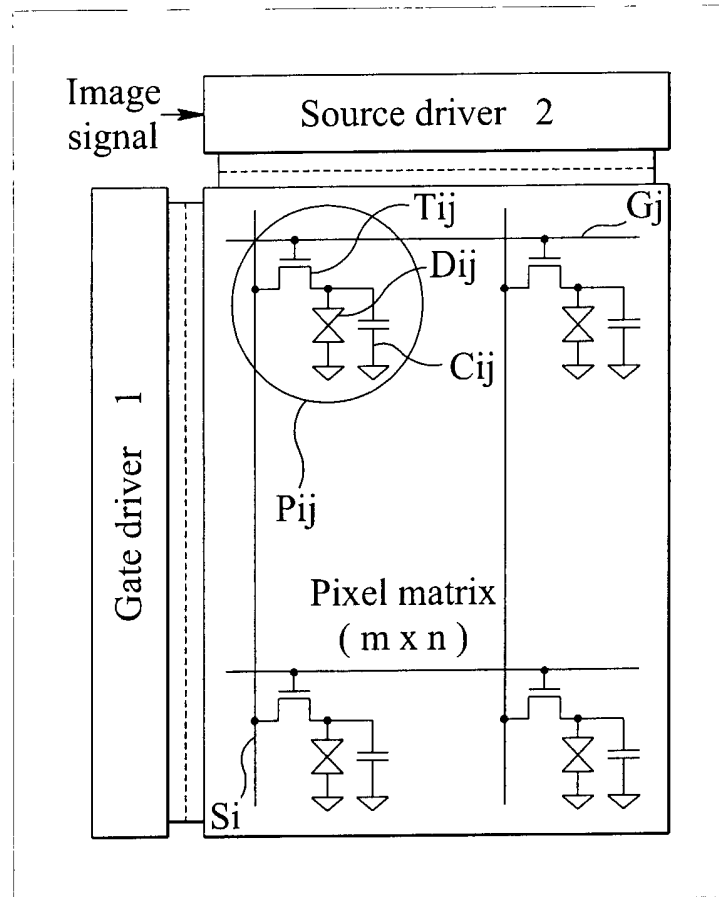 Image
signal
Source driver 2
Gate driver 1
Tij
Gj
Dij
Cij
Pij
Pixel matrix
( m x n )
Si